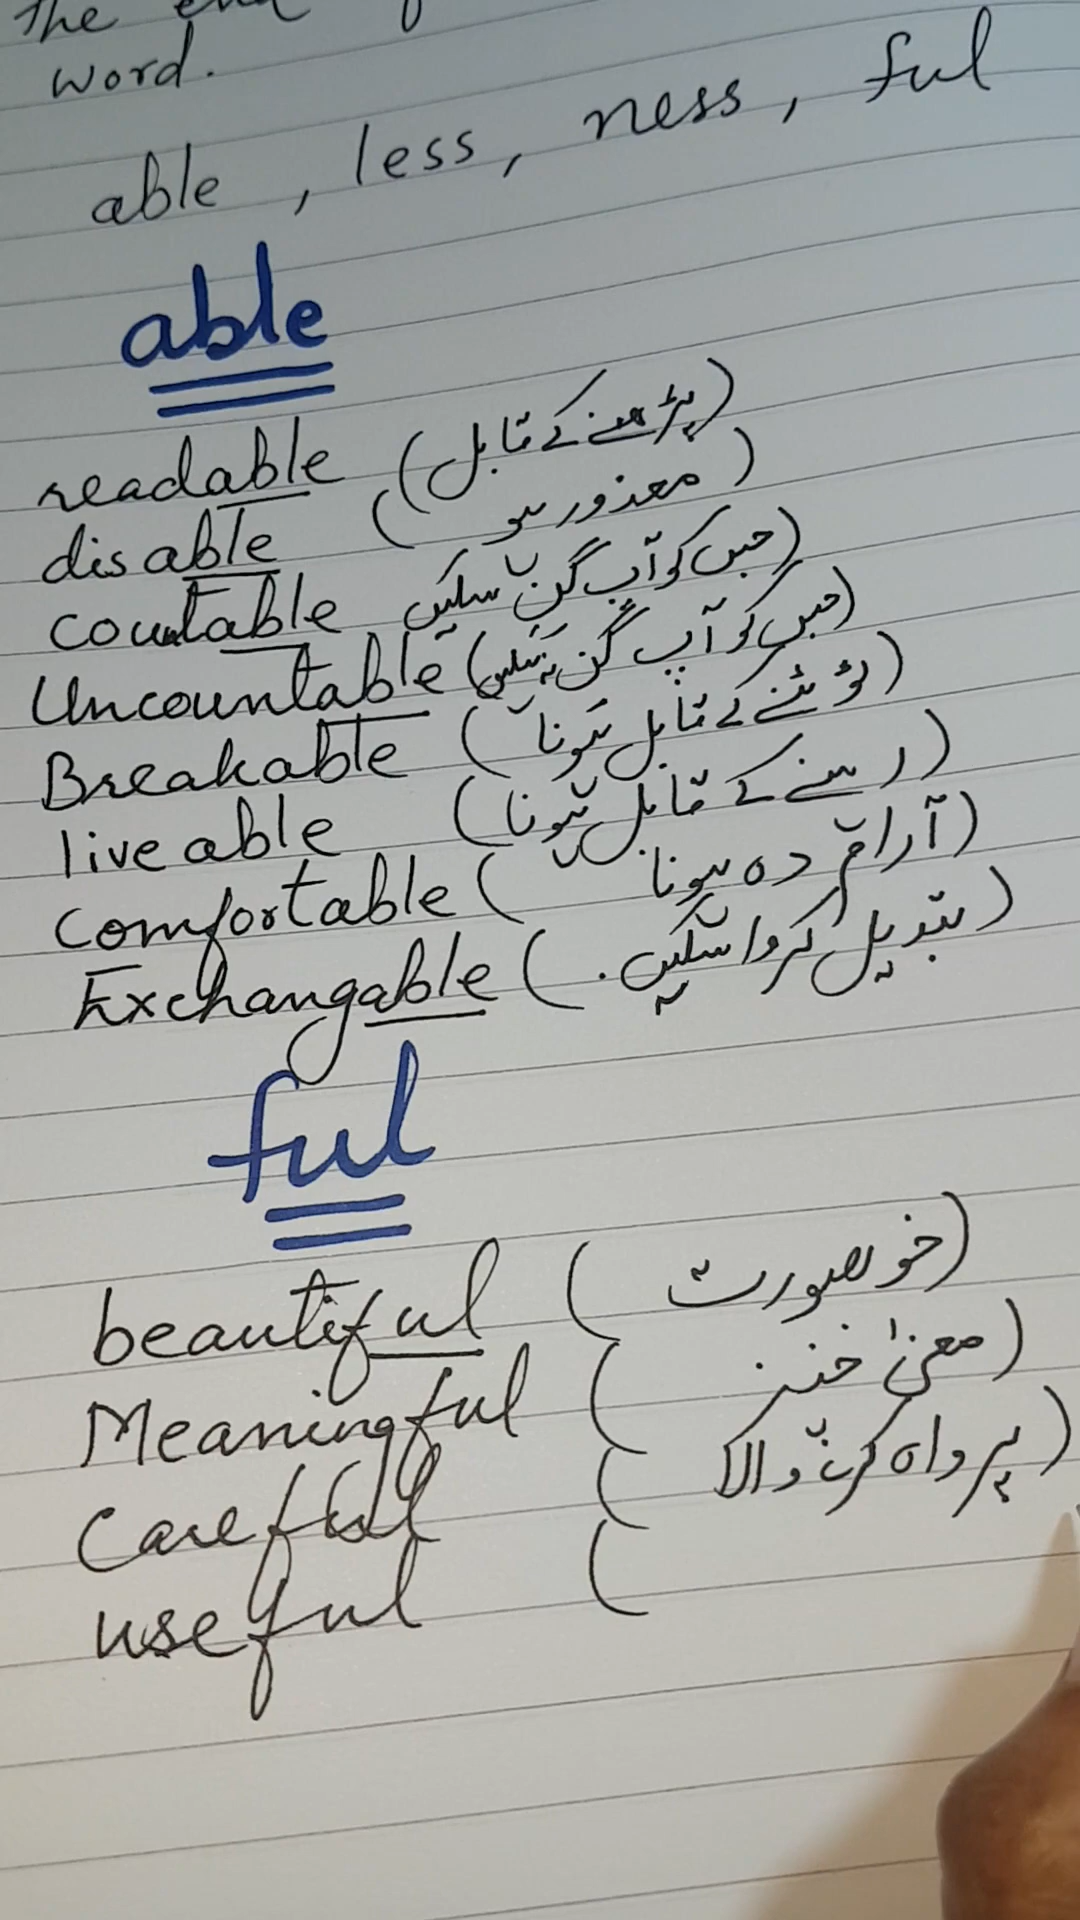 The end
word.
able , less, ness, ful
able
readable (پڑھنے کے قابل)
disable (معذور ہو)
countable جس کو آپ گن سکیں)
Uncountable (جس کو آپ گن نہ سکیں)
Breakable (ٹوٹنے کے قابل ہونا)
liveable (رہنے کے قابل ہونا)
Comfortable (آرام دہ ہونا)
Exchangable (تبدیل کروا سکیں.)
ful
beautiful (خوبصورت)
Meaningful (معنی خیز)
Careful (پرواہ کرنے والا)
useful (